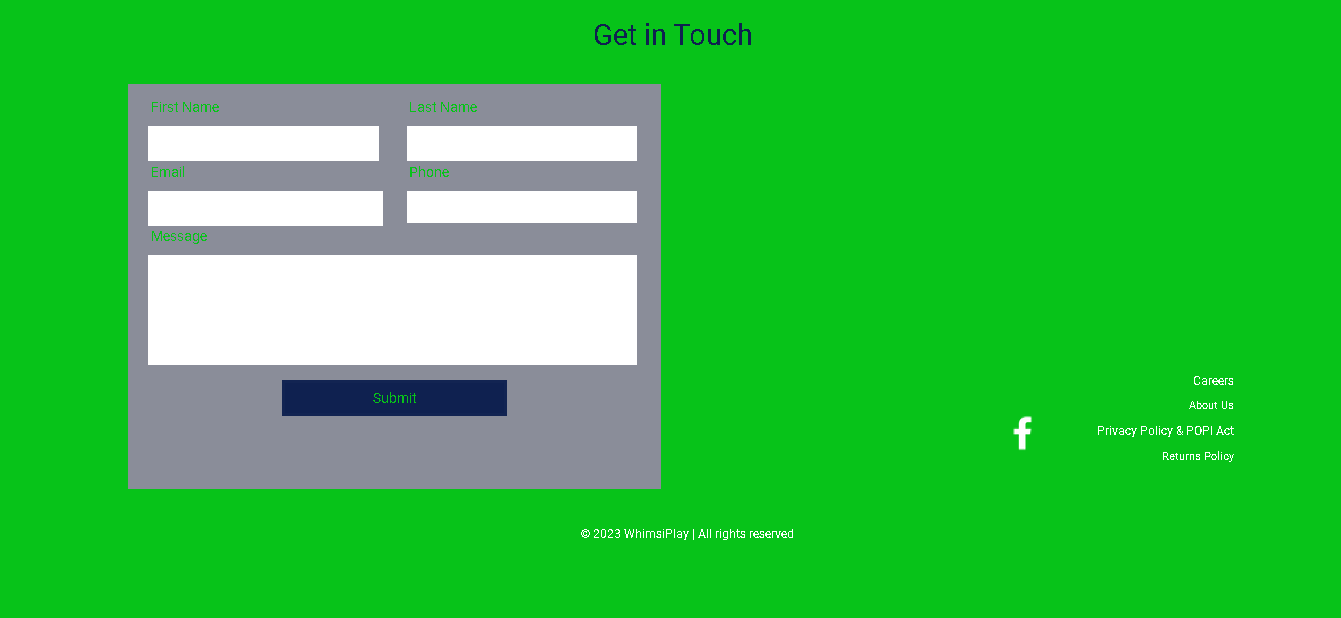 Get in Touch
First Name
Last Name
Email
Phone
Message
Submit
Careers
About Us
Privacy Policy & POPI Act
Returns Policy
© 2023 WhimsiPlay | All rights reserved